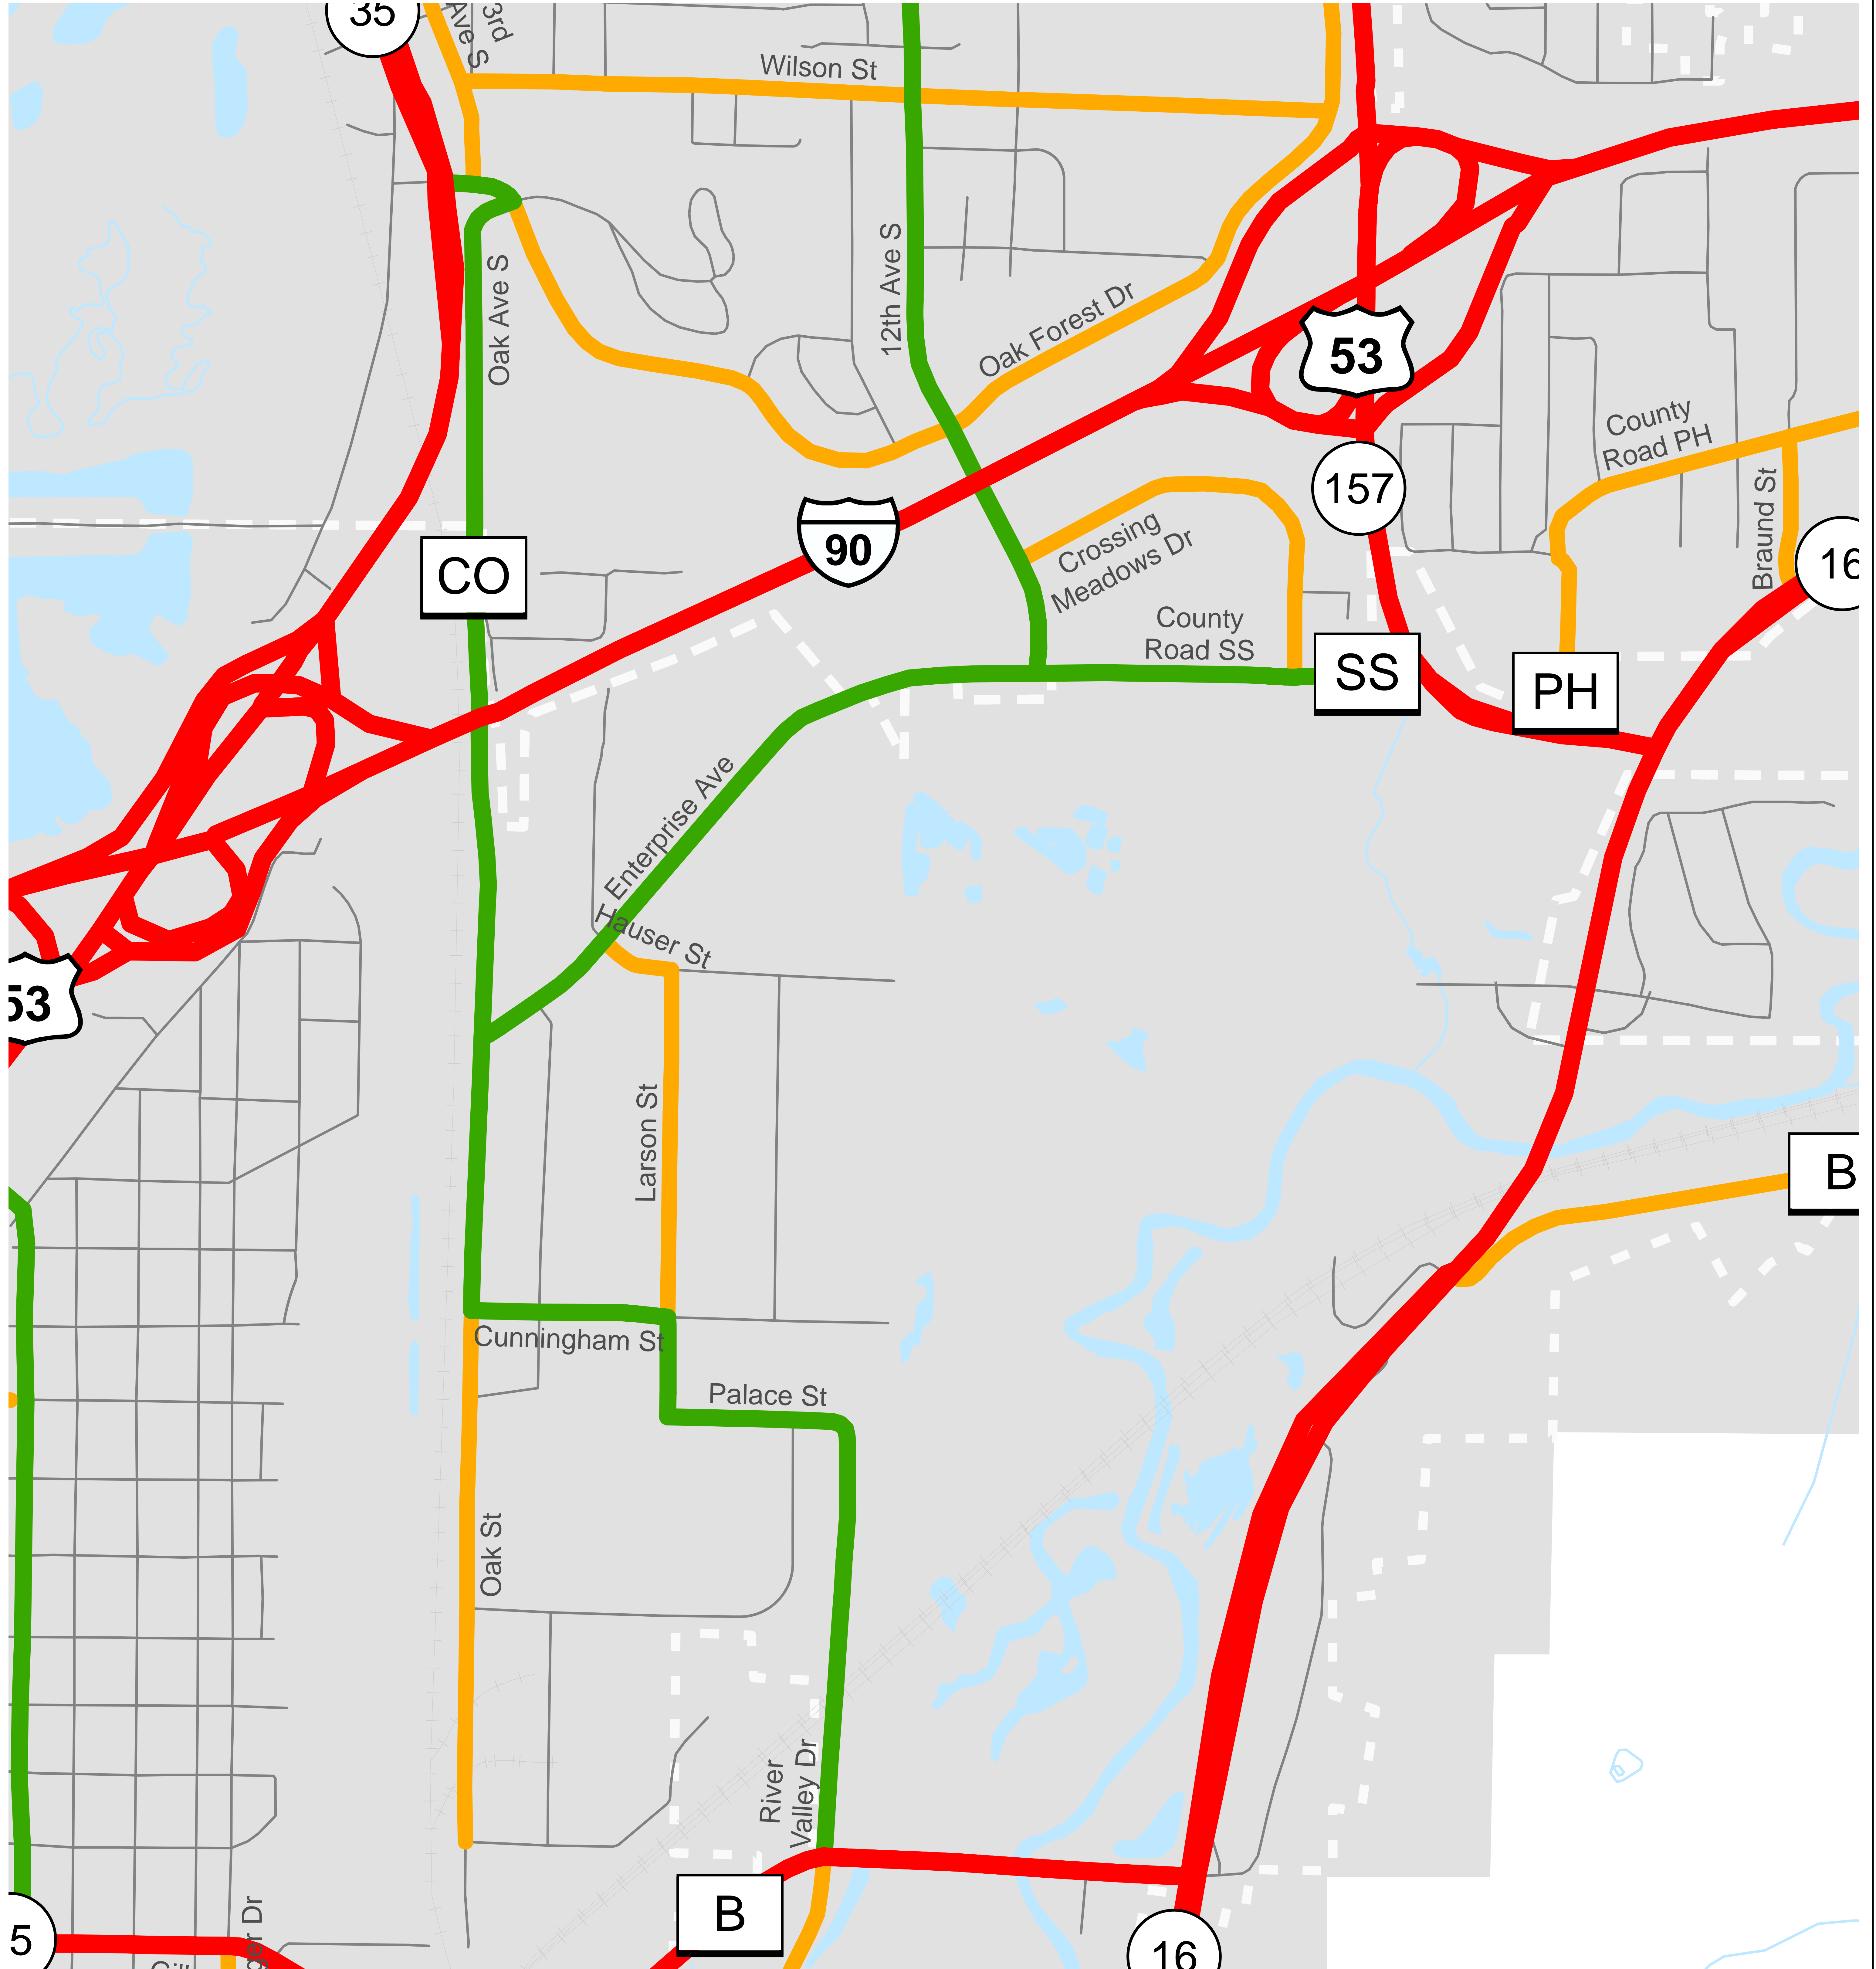 35
3rd
Ave S
Wilson St
Oak Ave S
12th Ave S
Oak Forest Dr
53
County
Road PH
157
Braund St
16
90
CO
Crossing
Meadows Dr
County
Road SS
SS
PH
Enterprise Ave
Hauser St
53
Larson St
B
Cunningham St
Palace St
Oak St
River
Valley Dr
B
5
Dr
16